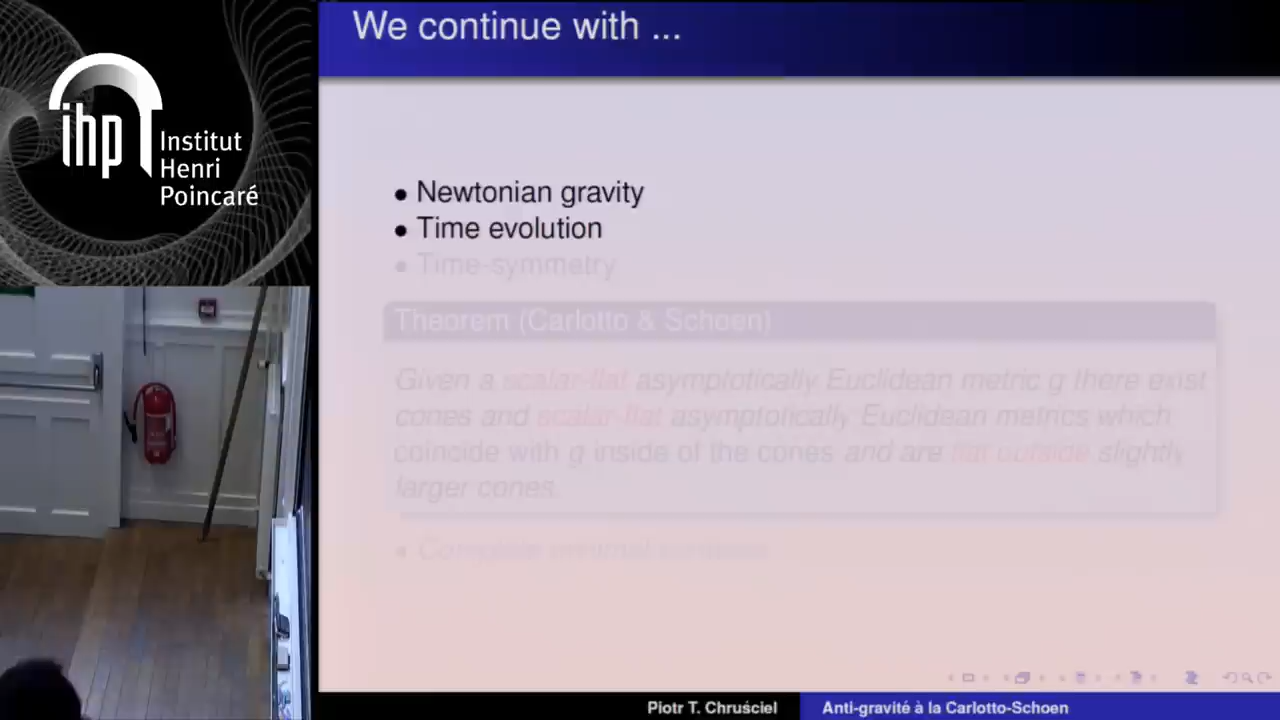 We continue with ...
ihp Institut
Henri
Poincaré
• Newtonian gravity
• Time evolution
• Time-symmetry
Theorem (Carlotto & Schoen)
Given a scalar-flat asymptotically Euclidean metric g there exist
cones and scalar-flat asymptotically Euclidean metrics which
coincide with g inside of the cones and are flat outside slightly
larger cones.
• Complete minimal surfaces
Piotr T. Chruściel
Anti-gravité à la Carlotto-Schoen